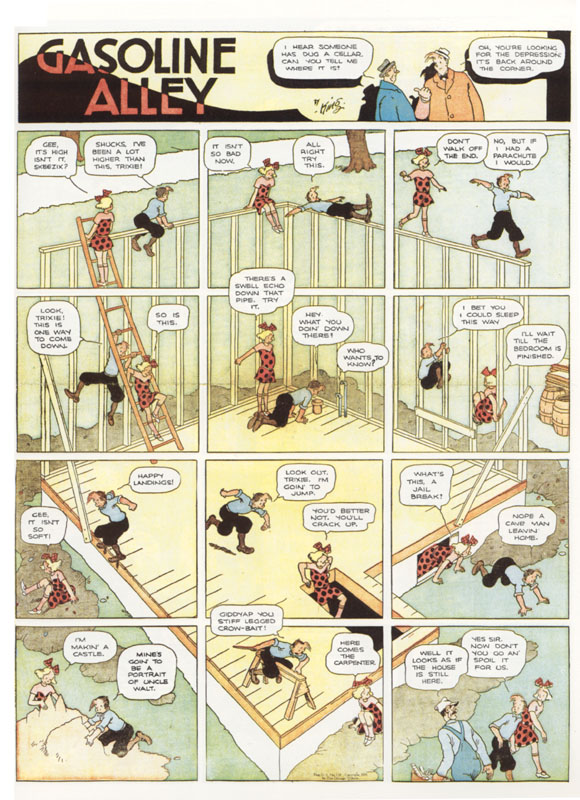 GASOLINE
ALLEY
BY
KING
I HEAR SOMEONE
HAS DUG A CELLAR.
CAN YOU TELL ME
WHERE IT IS?
OH, YOU'RE LOOKING
FOR THE DEPRESSION.
IT'S BACK AROUND
THE CORNER.
GEE,
IT'S HIGH
ISN'T IT,
SKEEZIX?
SHUCKS, I'VE
BEEN A LOT
HIGHER THAN
THIS, TRIXIE!
IT ISN'T
SO BAD
NOW.
ALL
RIGHT
TRY
THIS.
DON'T
WALK OFF
THE END.
NO, BUT IF
I HAD A
PARACHUTE
I WOULD.
LOOK,
TRIXIE!
THIS IS
ONE WAY
TO COME
DOWN.
SO IS
THIS.
THERE'S A
SWELL ECHO
DOWN THAT
PIPE. TRY
IT.
HEY
WHAT YOU
DOIN' DOWN
THERE!
WHO
WANTS TO
KNOW?
I BET YOU
I COULD SLEEP
THIS WAY
I'LL WAIT
TILL THE
BEDROOM IS
FINISHED.
GEE,
IT ISN'T
SO
SOFT!
HAPPY
LANDINGS!
LOOK OUT,
TRIXIE. I'M
GOIN' TO
JUMP.
YOU'D BETTER
NOT. YOU'LL
CRACK UP.
WHAT'S
THIS, A
JAIL
BREAK?
NOPE A
CAVE MAN
LEAVIN'
HOME.
I'M
MAKIN' A
CASTLE.
MINE'S
GOIN' TO
BE A
PORTRAIT
OF UNCLE
WALT.
GIDDYAP YOU
STIFF LEGGED
CROW-BAIT!
HERE
COMES
THE
CARPENTER.
WELL IT
LOOKS AS IF
THE HOUSE
IS STILL
HERE.
YES SIR.
NOW DON'T
YOU GO AN'
SPOIL IT
FOR US.